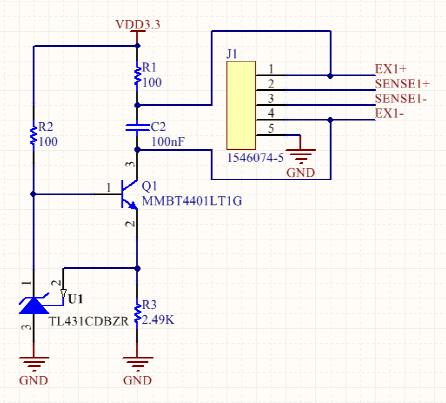 VDD3.3
J1
R1
100
1 EX1+
2 SENSE1+
3 SENSE1-
4 EX1-
5
R2
100
C2
100nF
1546074-5
GND
3
1
Q1
MMBT4401LT1G
2
1
2
U1
3
TL431CDBZR
R3
2.49K
GND
GND